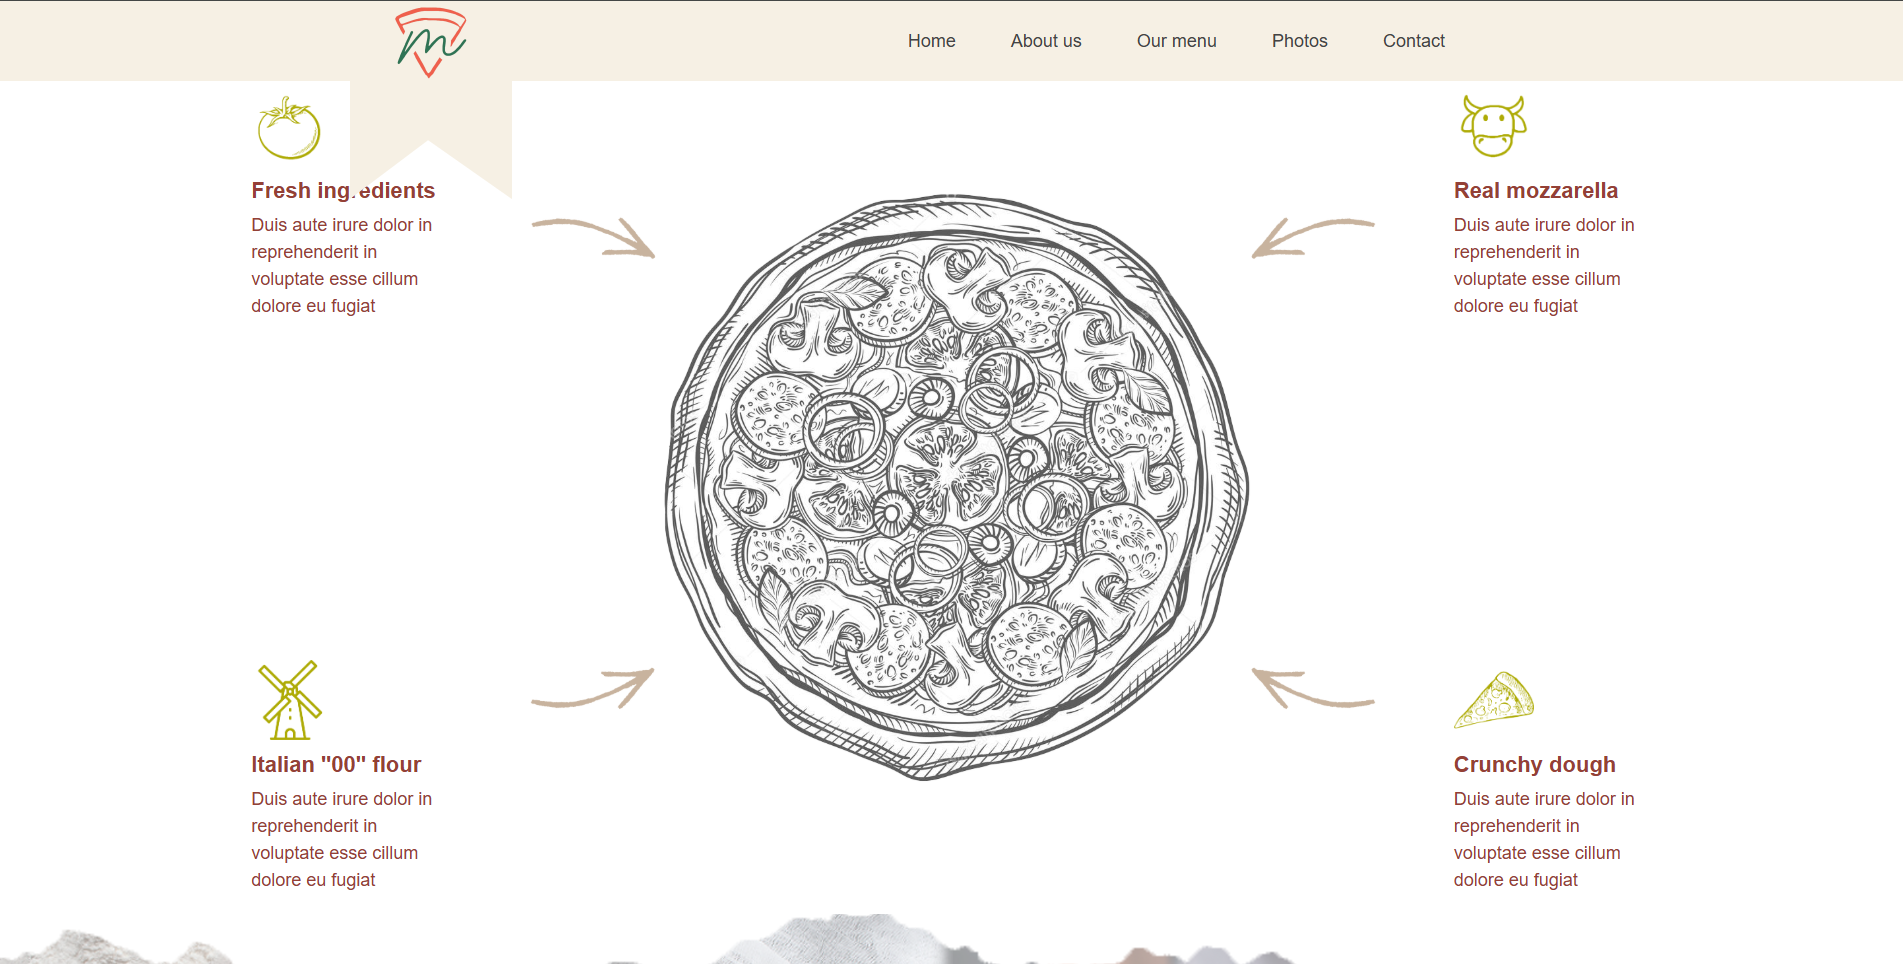 m
Home About us Our menu Photos Contact
Fresh ingredients
Duis aute irure dolor in
reprehenderit in
voluptate esse cillum
dolore eu fugiat
Real mozzarella
Duis aute irure dolor in
reprehenderit in
voluptate esse cillum
dolore eu fugiat
Italian "00" flour
Duis aute irure dolor in
reprehenderit in
voluptate esse cillum
dolore eu fugiat
Crunchy dough
Duis aute irure dolor in
reprehenderit in
voluptate esse cillum
dolore eu fugiat